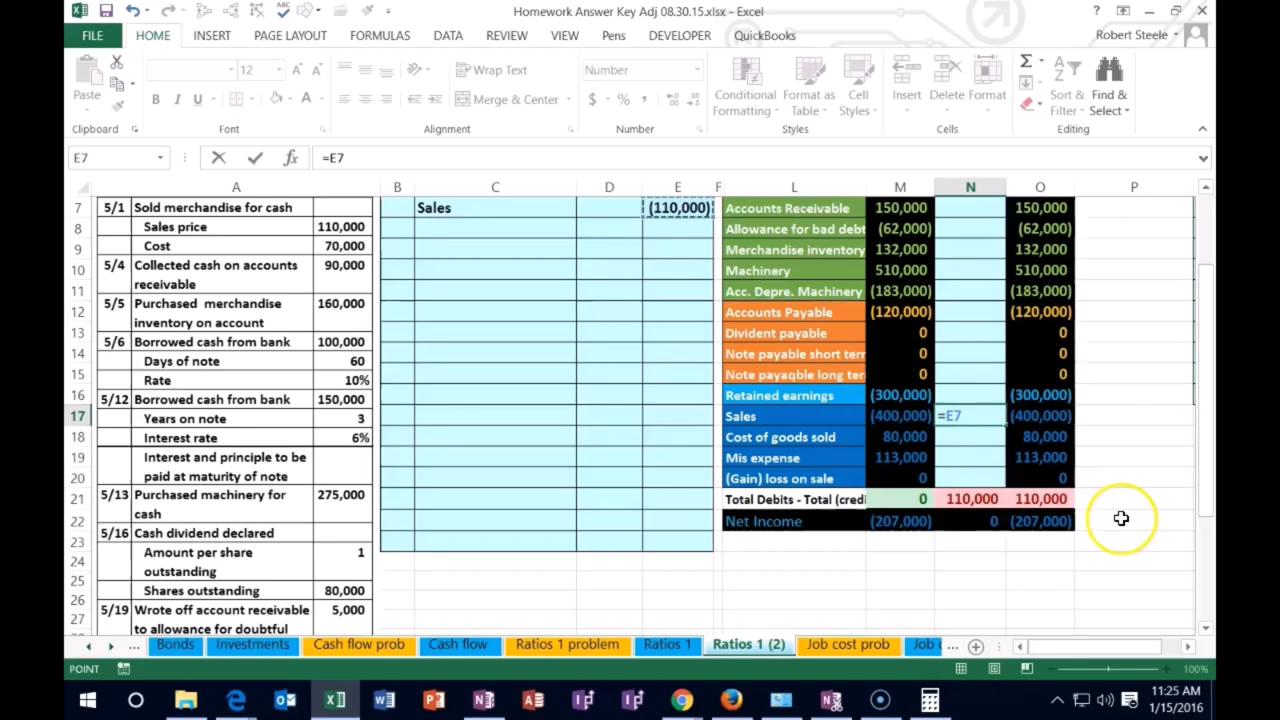 Homework Answer Key Adj 08.30.15.xlsx - Excel
FILE HOME INSERT PAGE LAYOUT FORMULAS DATA REVIEW VIEW Pens DEVELOPER QuickBooks Robert Steele
Paste 12 Wrap Text Number Conditional Format as Cell Insert Delete Format Sort & Find &
B I U Merge & Center $ % Formatting Table Styles Filter Select
Clipboard Font Alignment Number Styles Cells Editing
E7 fx =E7
A B C D E F L M N O P
7 5/1 Sold merchandise for cash Sales (110,000) Accounts Receivable 150,000 150,000
8 Sales price 110,000 Allowance for bad debt (62,000) (62,000)
9 Cost 70,000 Merchandise inventory 132,000 132,000
10 5/4 Collected cash on accounts 90,000 Machinery 510,000 510,000
11 receivable Acc. Depre. Machinery (183,000) (183,000)
12 5/5 Purchased merchandise 160,000 Accounts Payable (120,000) (120,000)
13 inventory on account Divident payable 0 0
14 5/6 Borrowed cash from bank 100,000 Note payable short terr 0 0
15 Days of note 60 Note payaqble long ter 0 0
16 Rate 10% Retained earnings (300,000) (300,000)
17 5/12 Borrowed cash from bank 150,000 Sales (400,000) =E7 (400,000)
Years on note 3
18 Interest rate 6% Cost of goods sold 80,000 80,000
19 Interest and principle to be Mis expense 113,000 113,000
20 paid at maturity of note (Gain) loss on sale 0 0
21 5/13 Purchased machinery for 275,000 Total Debits - Total (credi 0 110,000 110,000
22 cash Net Income (207,000) 0 (207,000)
23 5/16 Cash dividend declared
24 Amount per share 1
25 outstanding
26 Shares outstanding 80,000
27 5/19 Wrote off account receivable 5,000
to allowance for doubtful
... Bonds Investments Cash flow prob Cash flow Ratios 1 problem Ratios 1 Ratios 1 (2) Job cost prob Job ...
POINT 100%
11:25 AM
1/15/2016